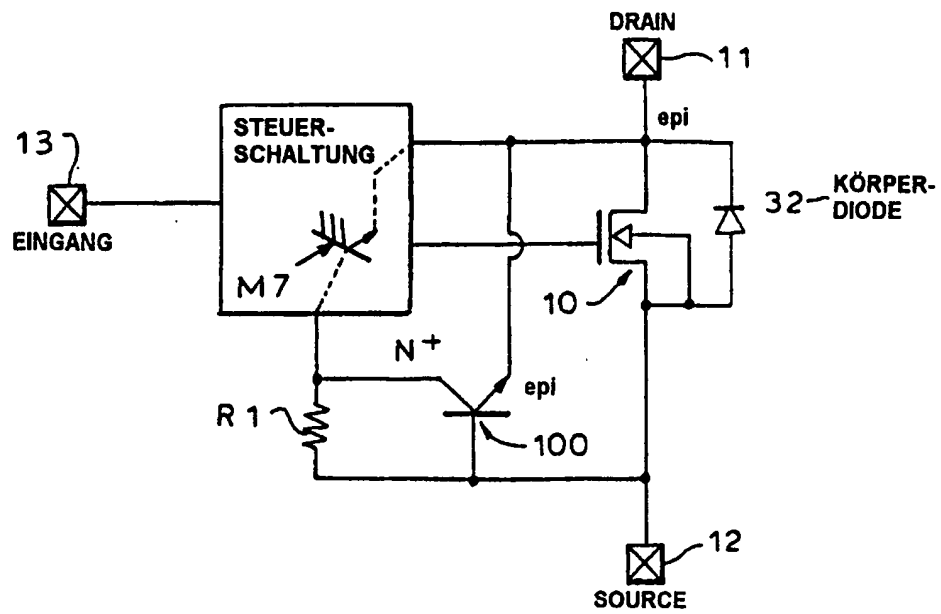 DRAIN
11
epi
STEUER-
SCHALTUNG
13
EINGANG
32 KÖRPER-
DIODE
M7
10
N+
epi
R1
100
12
SOURCE